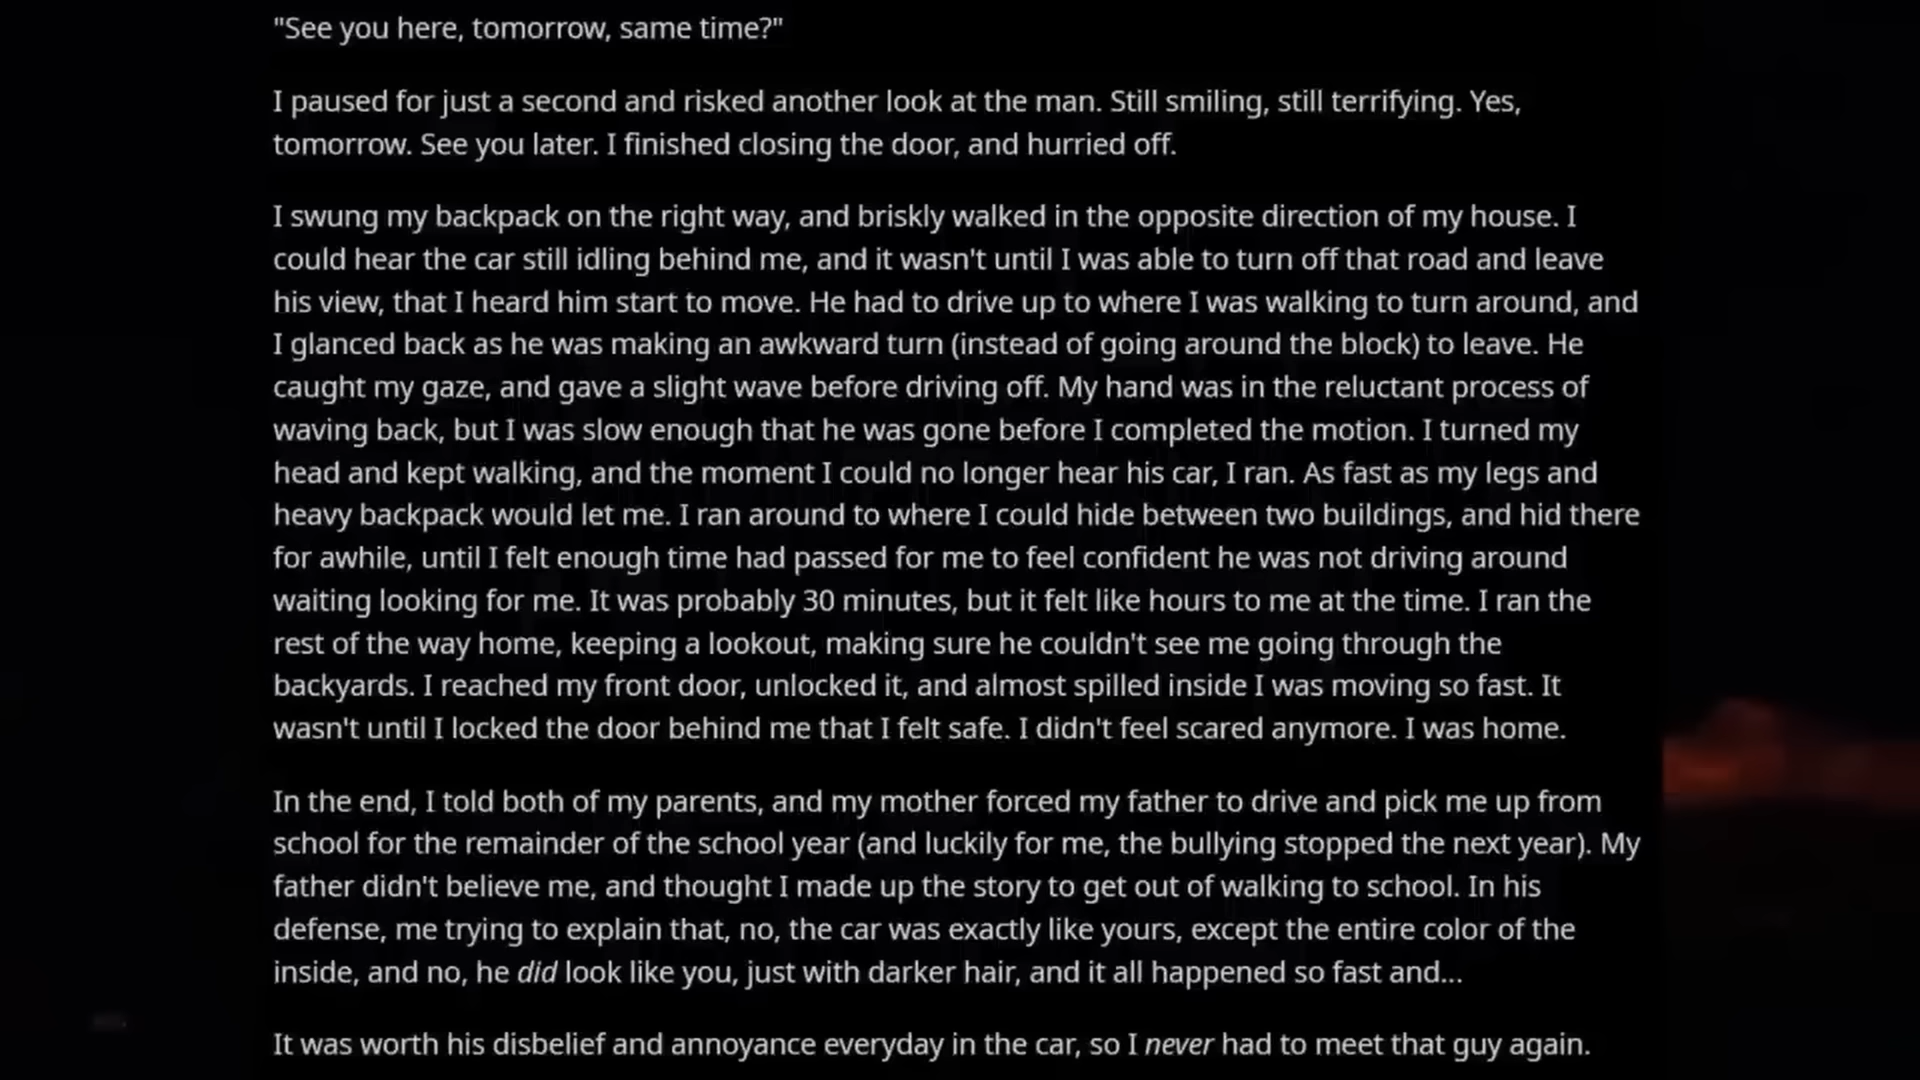 "See you here, tomorrow, same time?"
I paused for just a second and risked another look at the man. Still smiling, still terrifying. Yes,
tomorrow. See you later. I finished closing the door, and hurried off.
I swung my backpack on the right way, and briskly walked in the opposite direction of my house. I
could hear the car still idling behind me, and it wasn't until I was able to turn off that road and leave
his view, that I heard him start to move. He had to drive up to where I was walking to turn around, and
I glanced back as he was making an awkward turn (instead of going around the block) to leave. He
caught my gaze, and gave a slight wave before driving off. My hand was in the reluctant process of
waving back, but I was slow enough that he was gone before I completed the motion. I turned my
head and kept walking, and the moment I could no longer hear his car, I ran. As fast as my legs and
heavy backpack would let me. I ran around to where I could hide between two buildings, and hid there
for awhile, until I felt enough time had passed for me to feel confident he was not driving around
waiting looking for me. It was probably 30 minutes, but it felt like hours to me at the time. I ran the
rest of the way home, keeping a lookout, making sure he couldn't see me going through the
backyards. I reached my front door, unlocked it, and almost spilled inside I was moving so fast. It
wasn't until I locked the door behind me that I felt safe. I didn't feel scared anymore. I was home.
In the end, I told both of my parents, and my mother forced my father to drive and pick me up from
school for the remainder of the school year (and luckily for me, the bullying stopped the next year). My
father didn't believe me, and thought I made up the story to get out of walking to school. In his
defense, me trying to explain that, no, the car was exactly like yours, except the entire color of the
inside, and no, he did look like you, just with darker hair, and it all happened so fast and...
It was worth his disbelief and annoyance everyday in the car, so I never had to meet that guy again.